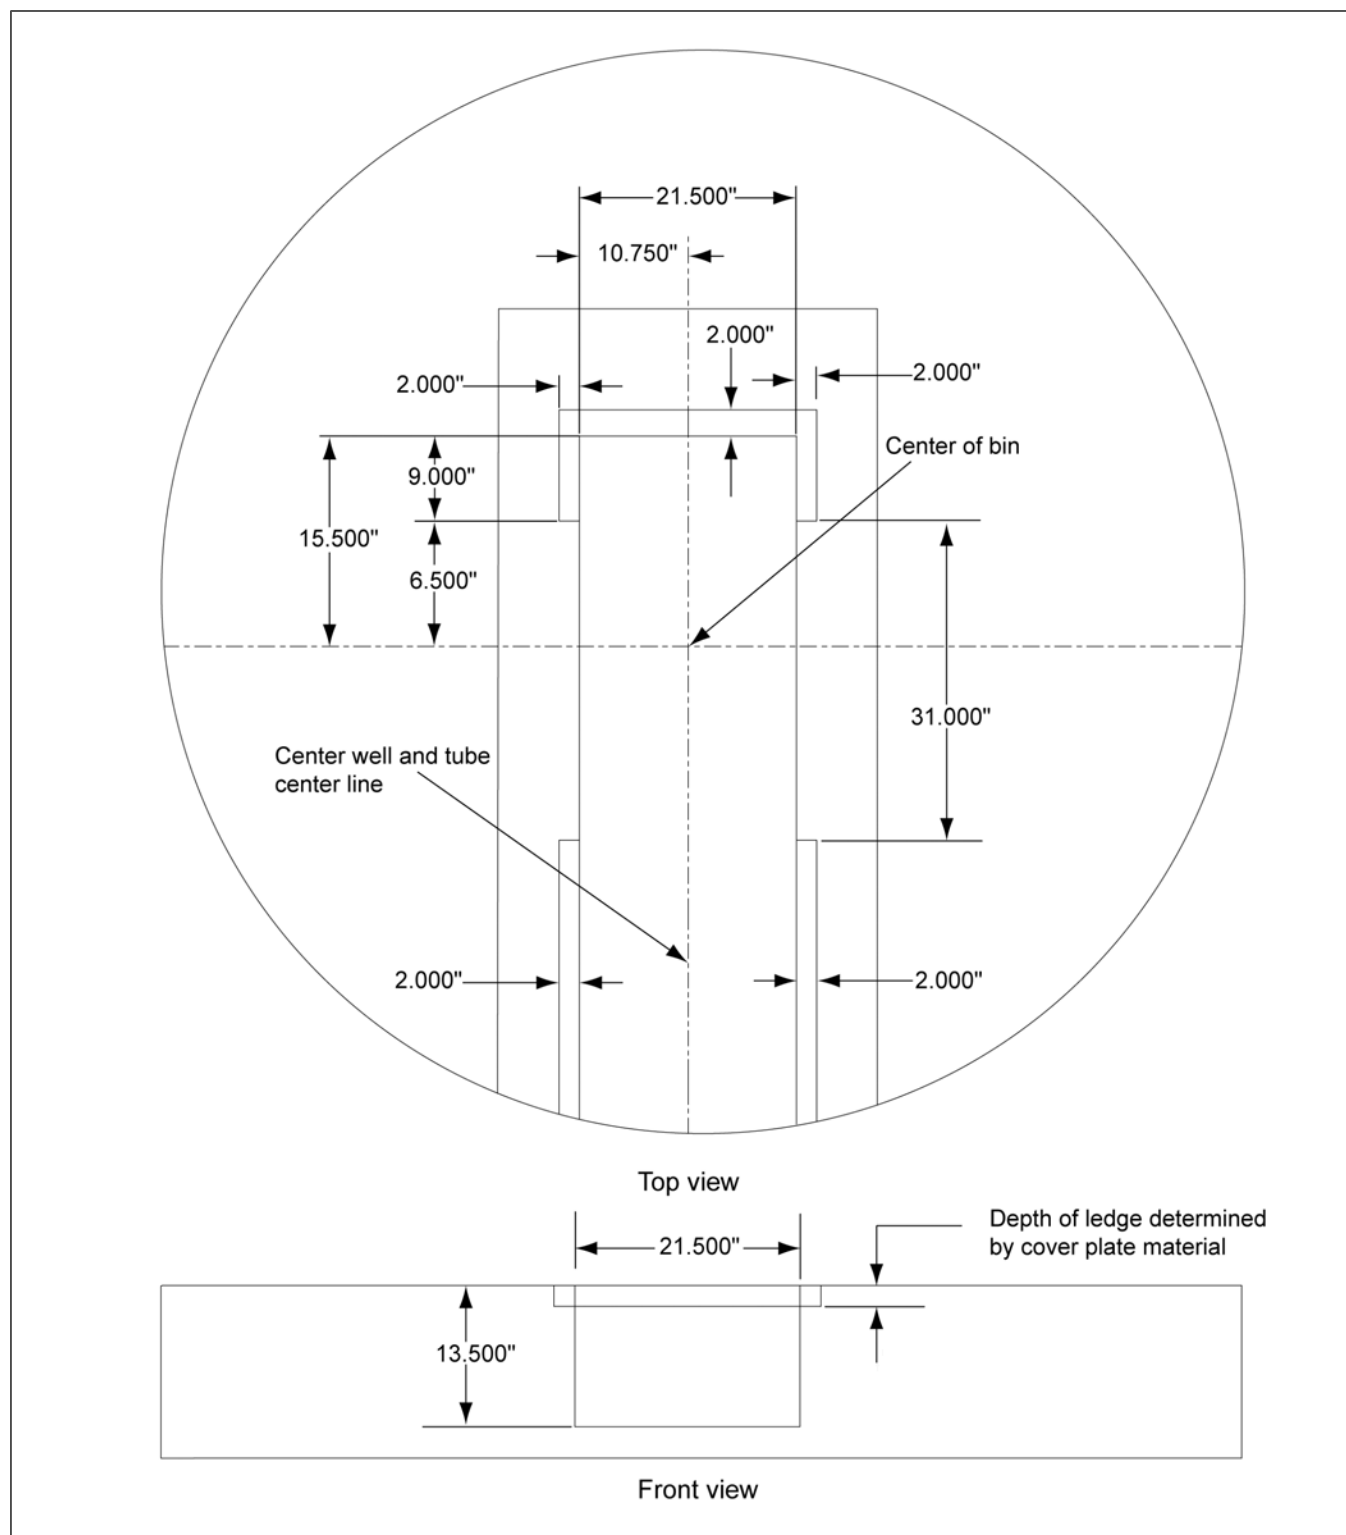 21.500"
10.750"
2.000"
2.000"
2.000"
Center of bin
9.000"
15.500"
6.500"
31.000"
Center well and tube
center line
2.000"
2.000"
Top view
Depth of ledge determined
by cover plate material
21.500"
13.500"
Front view